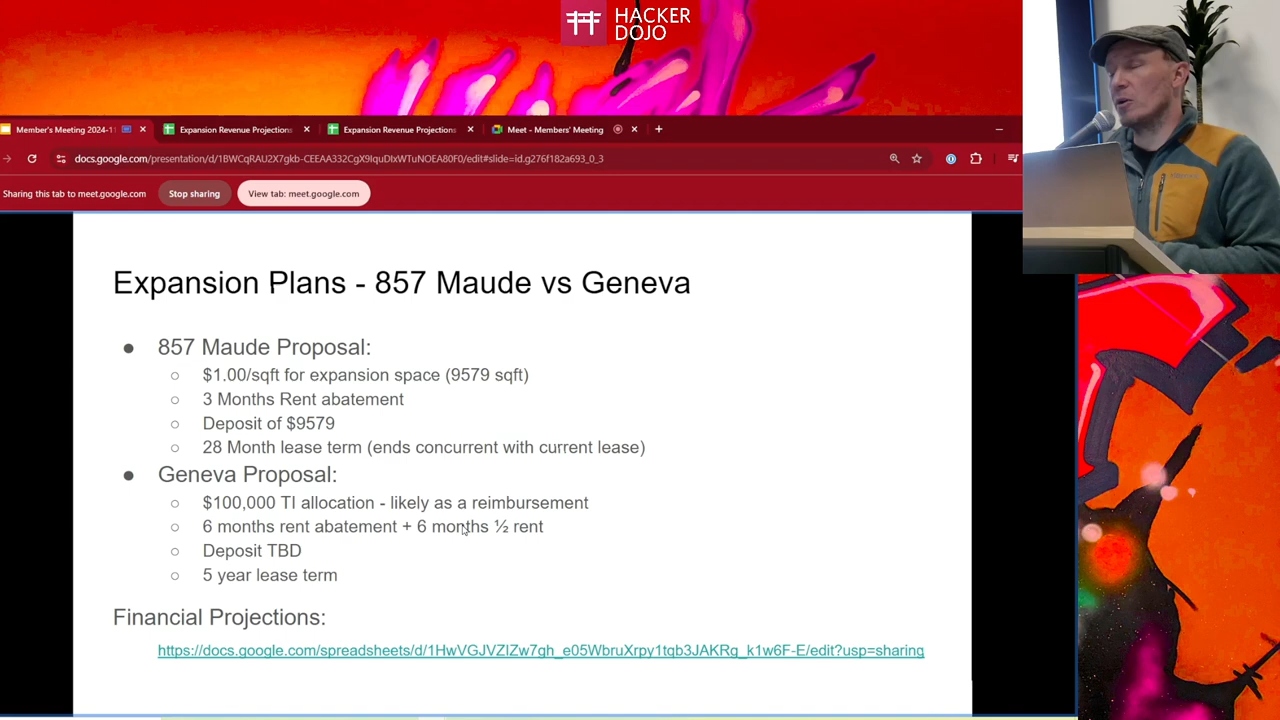 HACKER
DOJO
Member's Meeting 2024-1
Expansion Revenue Projections
Expansion Revenue Projections
Meet - Members' Meeting
docs.google.com/presentation/d/1BWCqRAU2X7gkb-CEEAA332CgX9IquDIxWTuNOEA80F0/edit#slide=id.g276f182a693_0_3
Sharing this tab to meet.google.com
Stop sharing
View tab: meet.google.com
Expansion Plans - 857 Maude vs Geneva
● 857 Maude Proposal:
○ $1.00/sqft for expansion space (9579 sqft)
○ 3 Months Rent abatement
○ Deposit of $9579
○ 28 Month lease term (ends concurrent with current lease)
● Geneva Proposal:
○ $100,000 TI allocation - likely as a reimbursement
○ 6 months rent abatement + 6 months ½ rent
○ Deposit TBD
○ 5 year lease term
Financial Projections:
https://docs.google.com/spreadsheets/d/1HwVGJVZIZw7gh_e05WbruXrpy1tqb3JAKRg_k1w6F-E/edit?usp=sharing